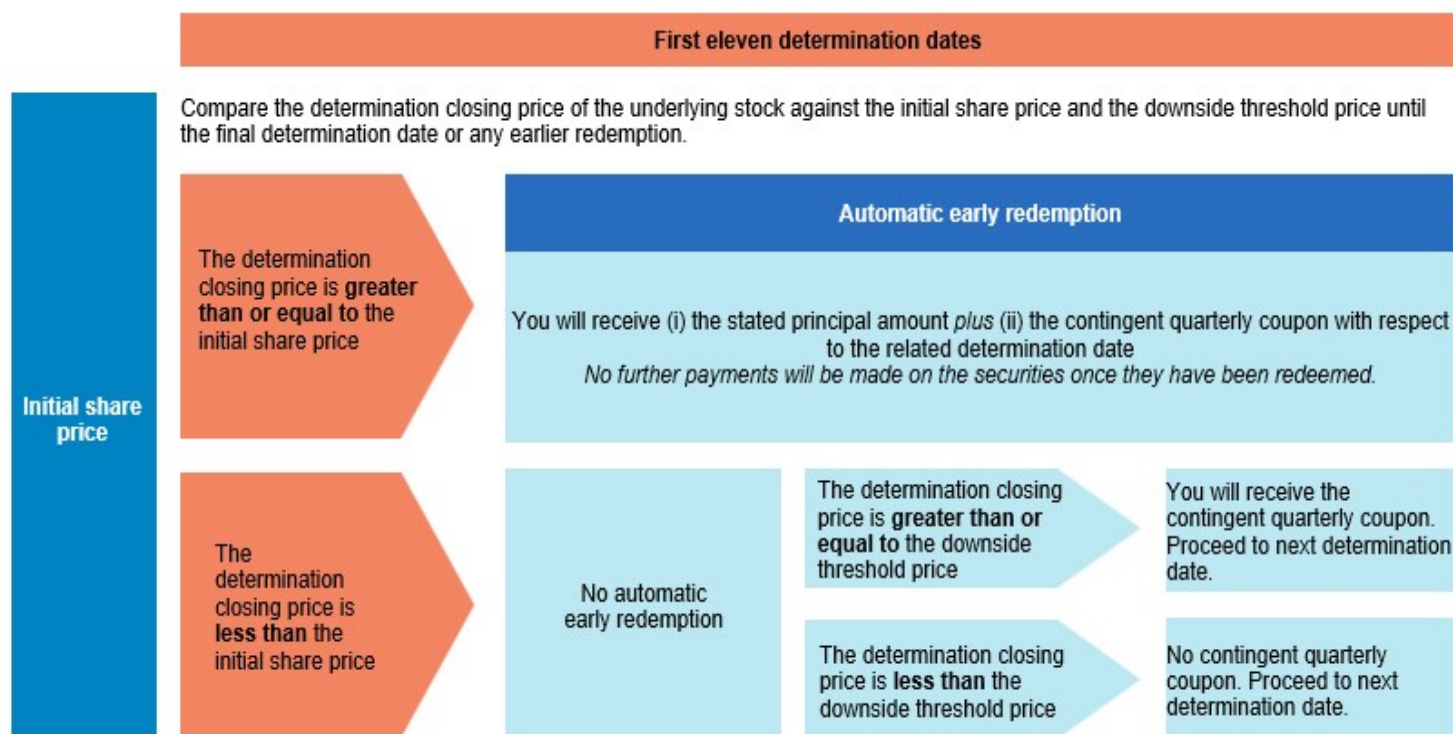 First eleven determination dates
Compare the determination closing price of the underlying stock against the initial share price and the downside threshold price until
the final determination date or any earlier redemption.
Initial share
price
The determination
closing price is greater
than or equal to the
initial share price
Automatic early redemption
You will receive (i) the stated principal amount plus (ii) the contingent quarterly coupon with respect
to the related determination date
No further payments will be made on the securities once they have been redeemed.
The
determination
closing price is
less than the
initial share price
No automatic
early redemption
The determination closing
price is greater than or
equal to the downside
threshold price
You will receive the
contingent quarterly coupon.
Proceed to next determination
date.
The determination closing
price is less than the
downside threshold price
No contingent quarterly
coupon. Proceed to next
determination date.